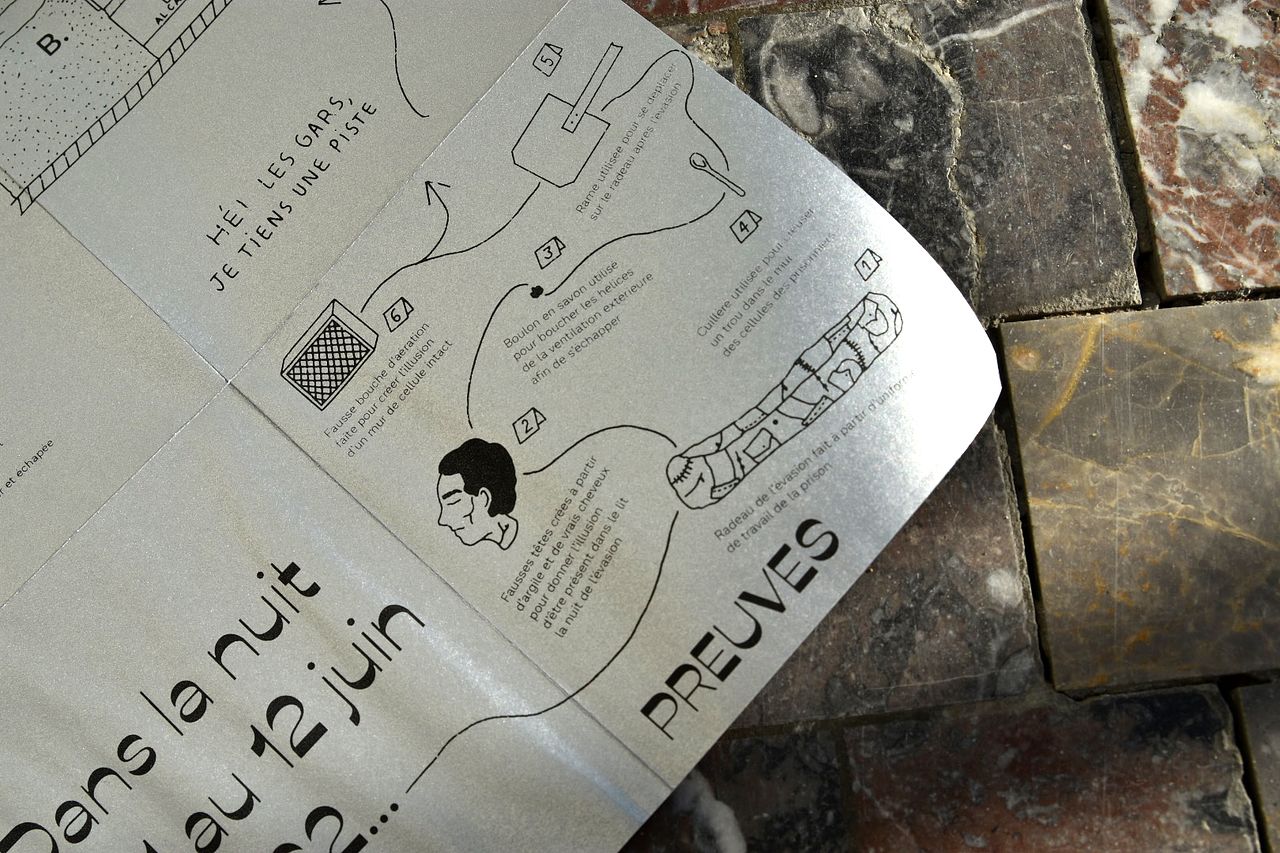 B.
HÉ! LES GARS,
JE TIENS UNE PISTE
5
Rame utilisée pour se déplacer
sur le radeau après l'évasion
4
Cuillère utilisée pour creuser
un trou dans le mur
des cellules des prisonniers
3
Boulon en savon utilisé
pour boucher les hélices
de la ventilation extérieure
afin de s'échapper
1
Radeau de l'évasion fait à partir d'uniforme
de travail de la prison
6
Fausse bouche d'aération
faite pour créer l'illusion
d'un mur de cellule intact
2
Fausses têtes créés à partir
d'argile et de vrais cheveux
pour donner l'illusion
d'être présent dans le lit
la nuit de l'évasion
PREUVES
et échapée
Dans la nuit
au 12 juin
2...